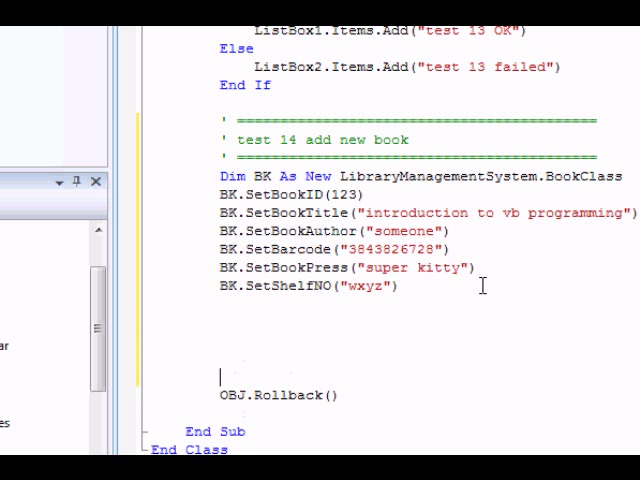 ListBox1.Items.Add("test 13 OK")
Else
ListBox2.Items.Add("test 13 failed")
End If
' ==========================================
' test 14 add new book
' ==========================================
Dim BK As New LibraryManagementSystem.BookClass
BK.SetBookID(123)
BK.SetBookTitle("introduction to vb programming")
BK.SetBookAuthor("someone")
BK.SetBarcode("3843826728")
BK.SetBookPress("super kitty")
BK.SetShelfNO("wxyz")
ar
OBJ.Rollback()
es
End Sub
End Class